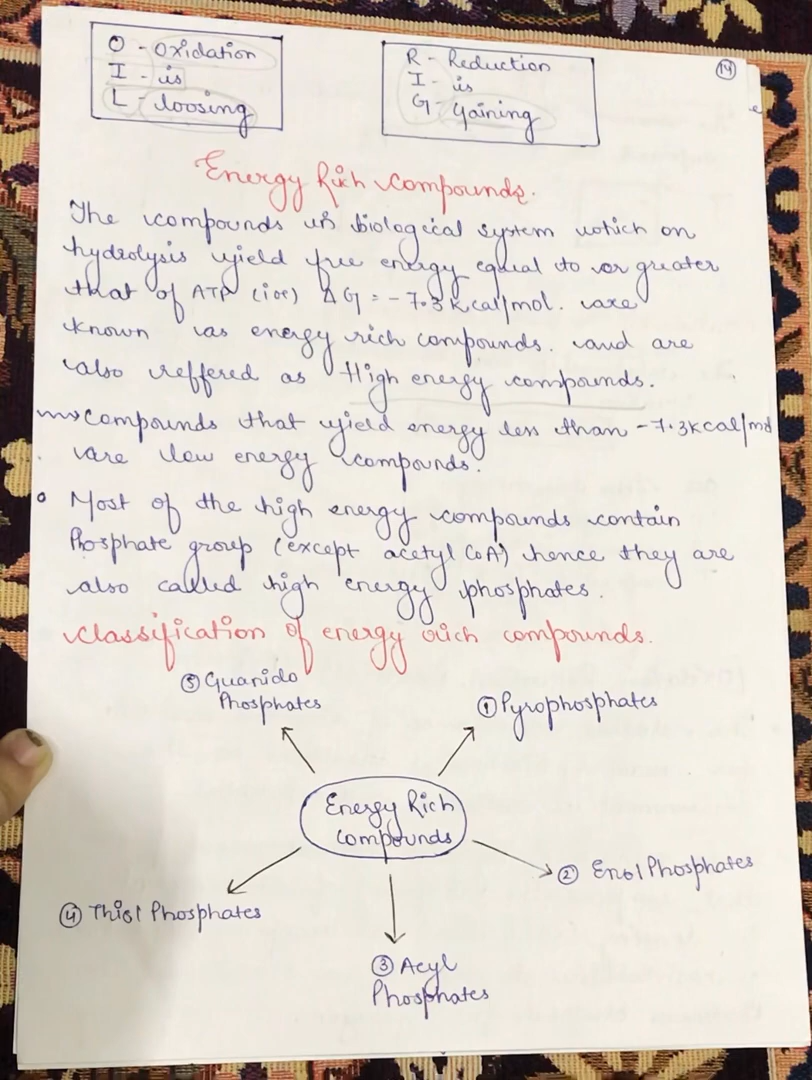 O - Oxidation
I - is
L - loosing
R - Reduction
I - is
G - gaining
14
e
Energy Rich Compounds.
The compounds in biological system which on
hydrolysis yield free energy equal to or greater
that of ATP (ioe) ΔG = -7.3 kcal/mol. are
known as energy rich compounds. and are
also reffered as High energy compounds.
compounds that yield energy less than -7.3kcal/mol
are low energy compounds.
Most of the high energy compounds contain
Phosphate group (except acetyl CoA) hence they are
also called high energy phosphates.
Classification of energy rich compounds.
⑤ Guanido
Phosphates
① Pyrophosphates
Energy Rich
Compounds
② Enol Phosphates
④ Thiol Phosphates
③ Acyl
Phosphates